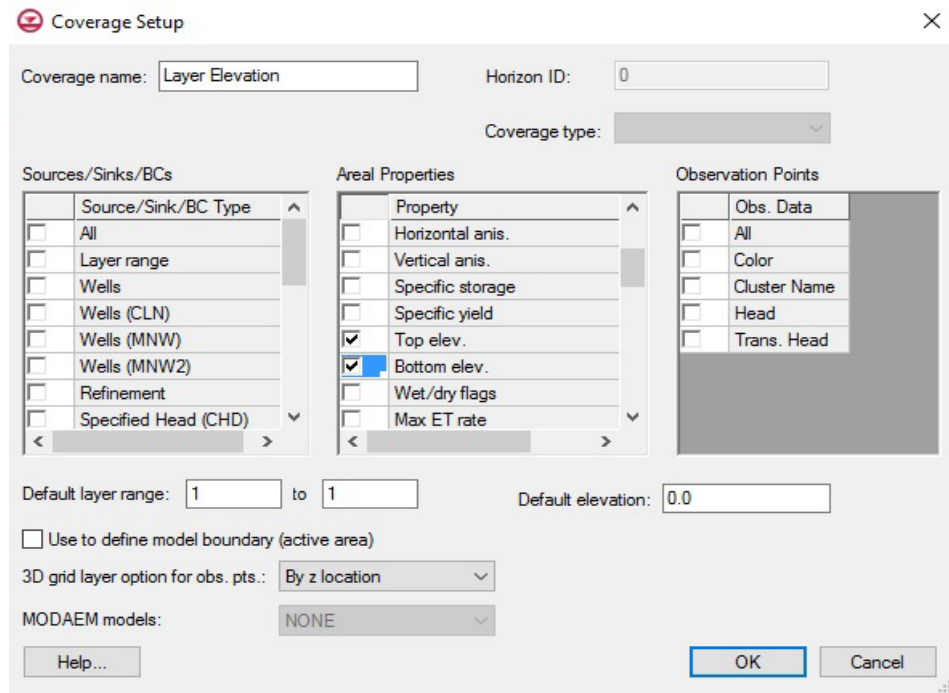 Coverage Setup
Coverage name: Layer Elevation
Horizon ID: 0
Coverage type:
Sources/Sinks/BCs
Source/Sink/BC Type
All
Layer range
Wells
Wells (CLN)
Wells (MNW)
Wells (MNW2)
Refinement
Specified Head (CHD)
Areal Properties
Property
Horizontal anis.
Vertical anis.
Specific storage
Specific yield
Top elev.
Bottom elev.
Wet/dry flags
Max ET rate
Observation Points
Obs. Data
All
Color
Cluster Name
Head
Trans. Head
Default layer range: 1 to 1
Default elevation: 0.0
Use to define model boundary (active area)
3D grid layer option for obs. pts.: By z location
MODAEM models: NONE
Help...
OK
Cancel